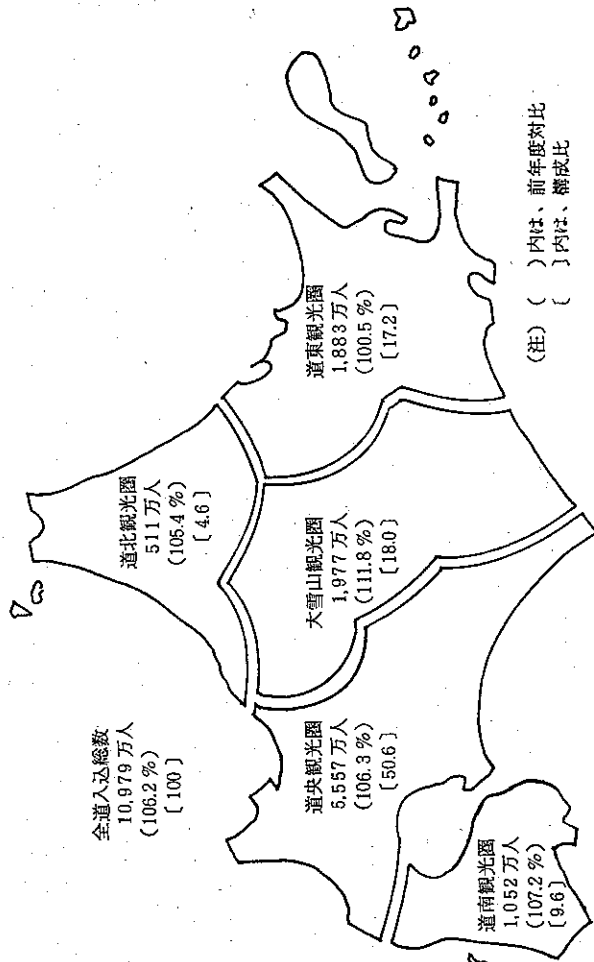 全道入込総数
10,979万人
(106.2%)
〔100〕
道北観光圏
511万人
(105.4%)
〔4.6〕
道東観光圏
1,883万人
(100.5%)
〔17.2〕
大雪山観光圏
1,977万人
(111.8%)
〔18.0〕
道央観光圏
5,557万人
(106.3%)
〔50.6〕
道南観光圏
1,052万人
(107.2%)
〔9.6〕
(注) ( )内は、前年度対比
〔 〕内は、構成比